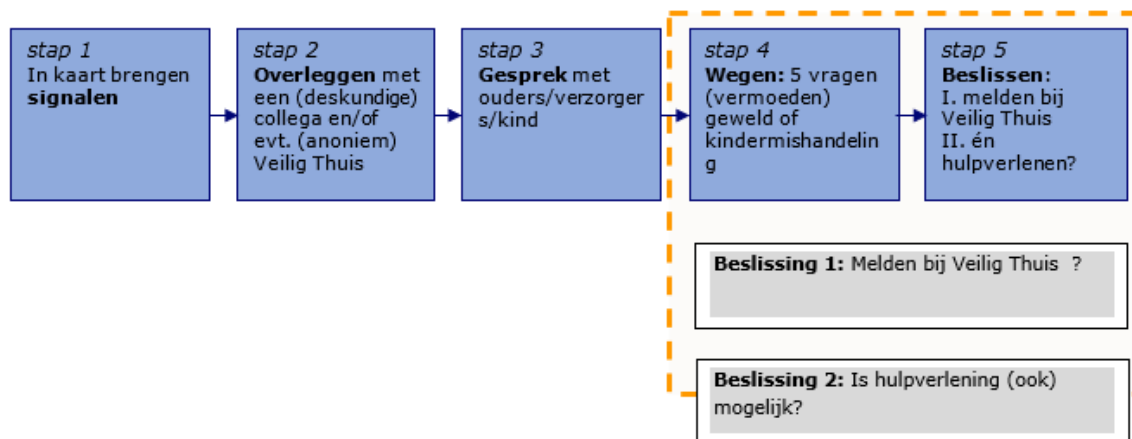 stap 1
In kaart brengen
signalen
stap 2
Overleggen met
een (deskundige)
collega en/of
evt. (anoniem)
Veilig Thuis
stap 3
Gesprek met
ouders/verzorger
s/kind
stap 4
Wegen: 5 vragen
(vermoeden)
geweld of
kindermishandelin
g
stap 5
Beslissen:
I. melden bij
Veilig Thuis
II. én
hulpverlenen?
Beslissing 1: Melden bij Veilig Thuis ?
Beslissing 2: Is hulpverlening (ook)
mogelijk?